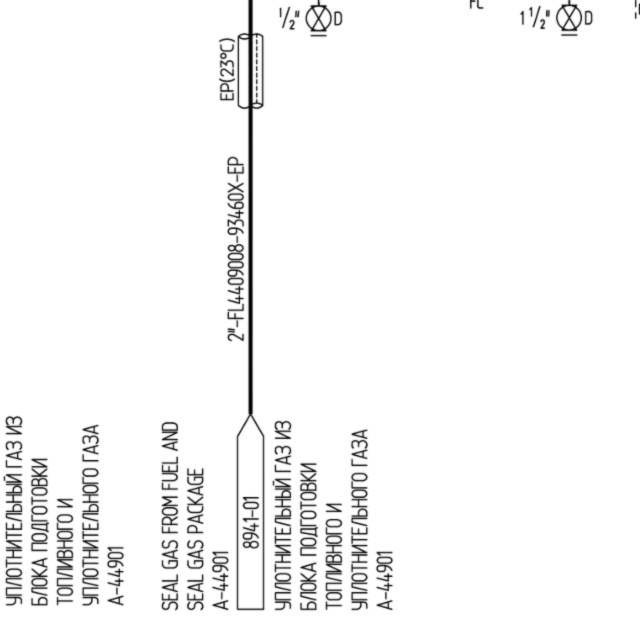 1/2" D
FL
1 1/2" D
EP(23°C)
2"-FL4409008-93460X-EP
УПЛОТНИТЕЛЬНЫЙ ГАЗ ИЗ
БЛОКА ПОДГОТОВКИ
ТОПЛИВНОГО И
УПЛОТНИТЕЛЬНОГО ГАЗА
A-44901
SEAL GAS FROM FUEL AND
SEAL GAS PACKAGE
A-44901
8941-01
УПЛОТНИТЕЛЬНЫЙ ГАЗ ИЗ
БЛОКА ПОДГОТОВКИ
ТОПЛИВНОГО И
УПЛОТНИТЕЛЬНОГО ГАЗА
A-44901